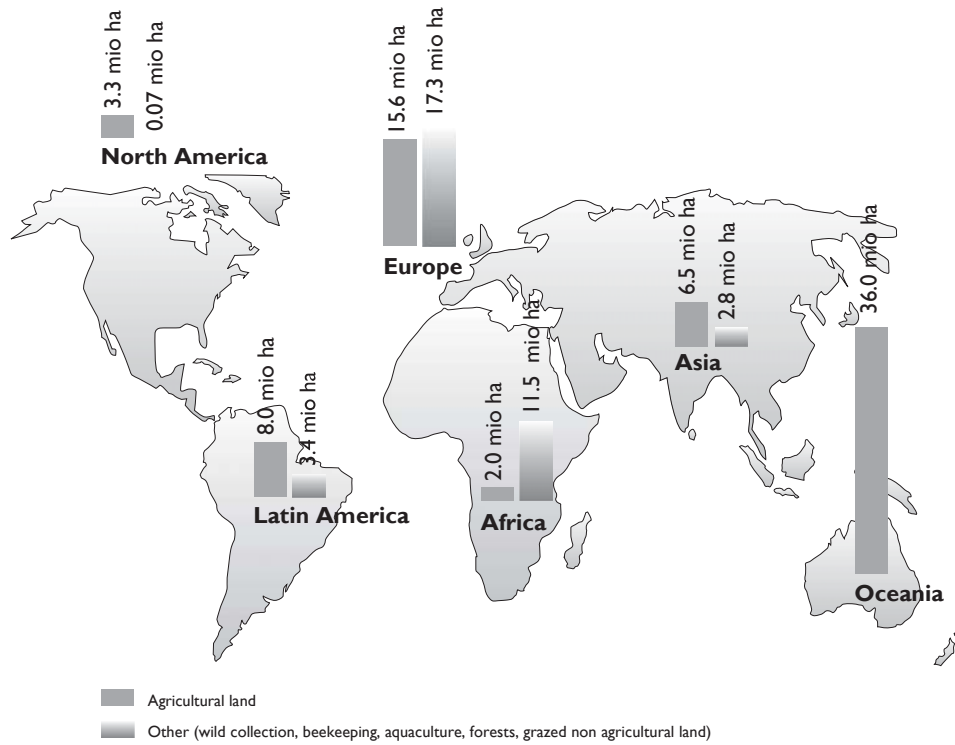 3.3 mio ha
0.07 mio ha
North America
15.6 mio ha
17.3 mio ha
Europe
6.5 mio ha
2.8 mio ha
Asia
36.0 mio ha
Oceania
8.0 mio ha
3.4 mio ha
Latin America
2.0 mio ha
11.5 mio ha
Africa
Agricultural land
Other (wild collection, beekeeping, aquaculture, forests, grazed non agricultural land)